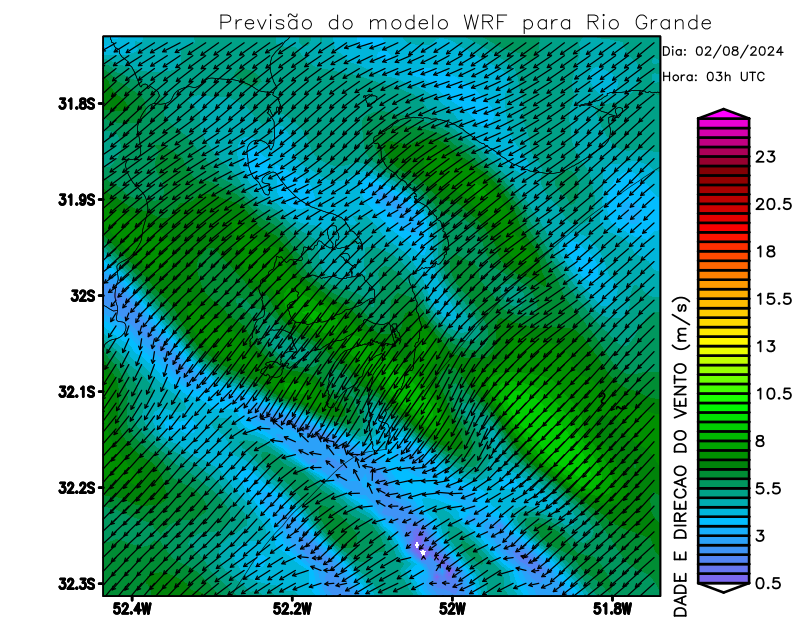 Previsão do modelo WRF para Rio Grande
Dia: 02/08/2024
Hora: 03h UTC
31.8S
31.9S
32S
32.1S
32.2S
32.3S
52.4W
52.2W
52W
51.8W
23
20.5
18
15.5
13
10.5
8
5.5
3
0.5
DADE E DIRECAO DO VENTO (m/s)